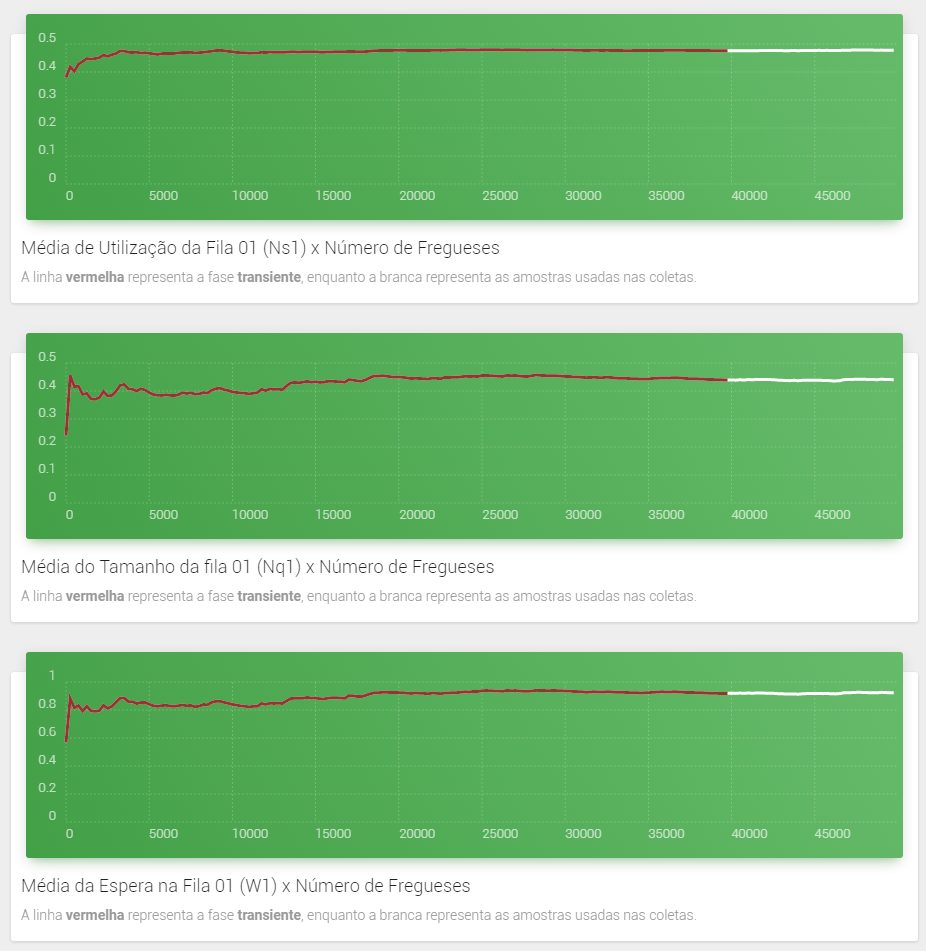 0.5
0.4
0.3
0.2
0.1
0
0 5000 10000 15000 20000 25000 30000 35000 40000 45000
Média de Utilização da Fila 01 (Ns1) x Número de Fregueses
A linha vermelha representa a fase transiente, enquanto a branca representa as amostras usadas nas coletas.
0.5
0.4
0.3
0.2
0.1
0
0 5000 10000 15000 20000 25000 30000 35000 40000 45000
Média do Tamanho da fila 01 (Nq1) x Número de Fregueses
A linha vermelha representa a fase transiente, enquanto a branca representa as amostras usadas nas coletas.
1
0.8
0.6
0.4
0.2
0
0 5000 10000 15000 20000 25000 30000 35000 40000 45000
Média da Espera na Fila 01 (W1) x Número de Fregueses
A linha vermelha representa a fase transiente, enquanto a branca representa as amostras usadas nas coletas.